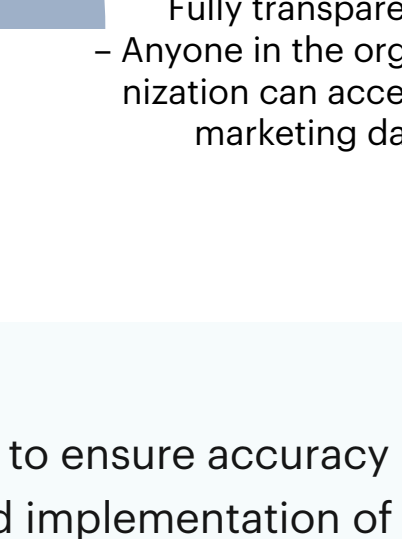 Fully transpare
– Anyone in the org
nization can acce
marketing da
to ensure accuracy
d implementation of